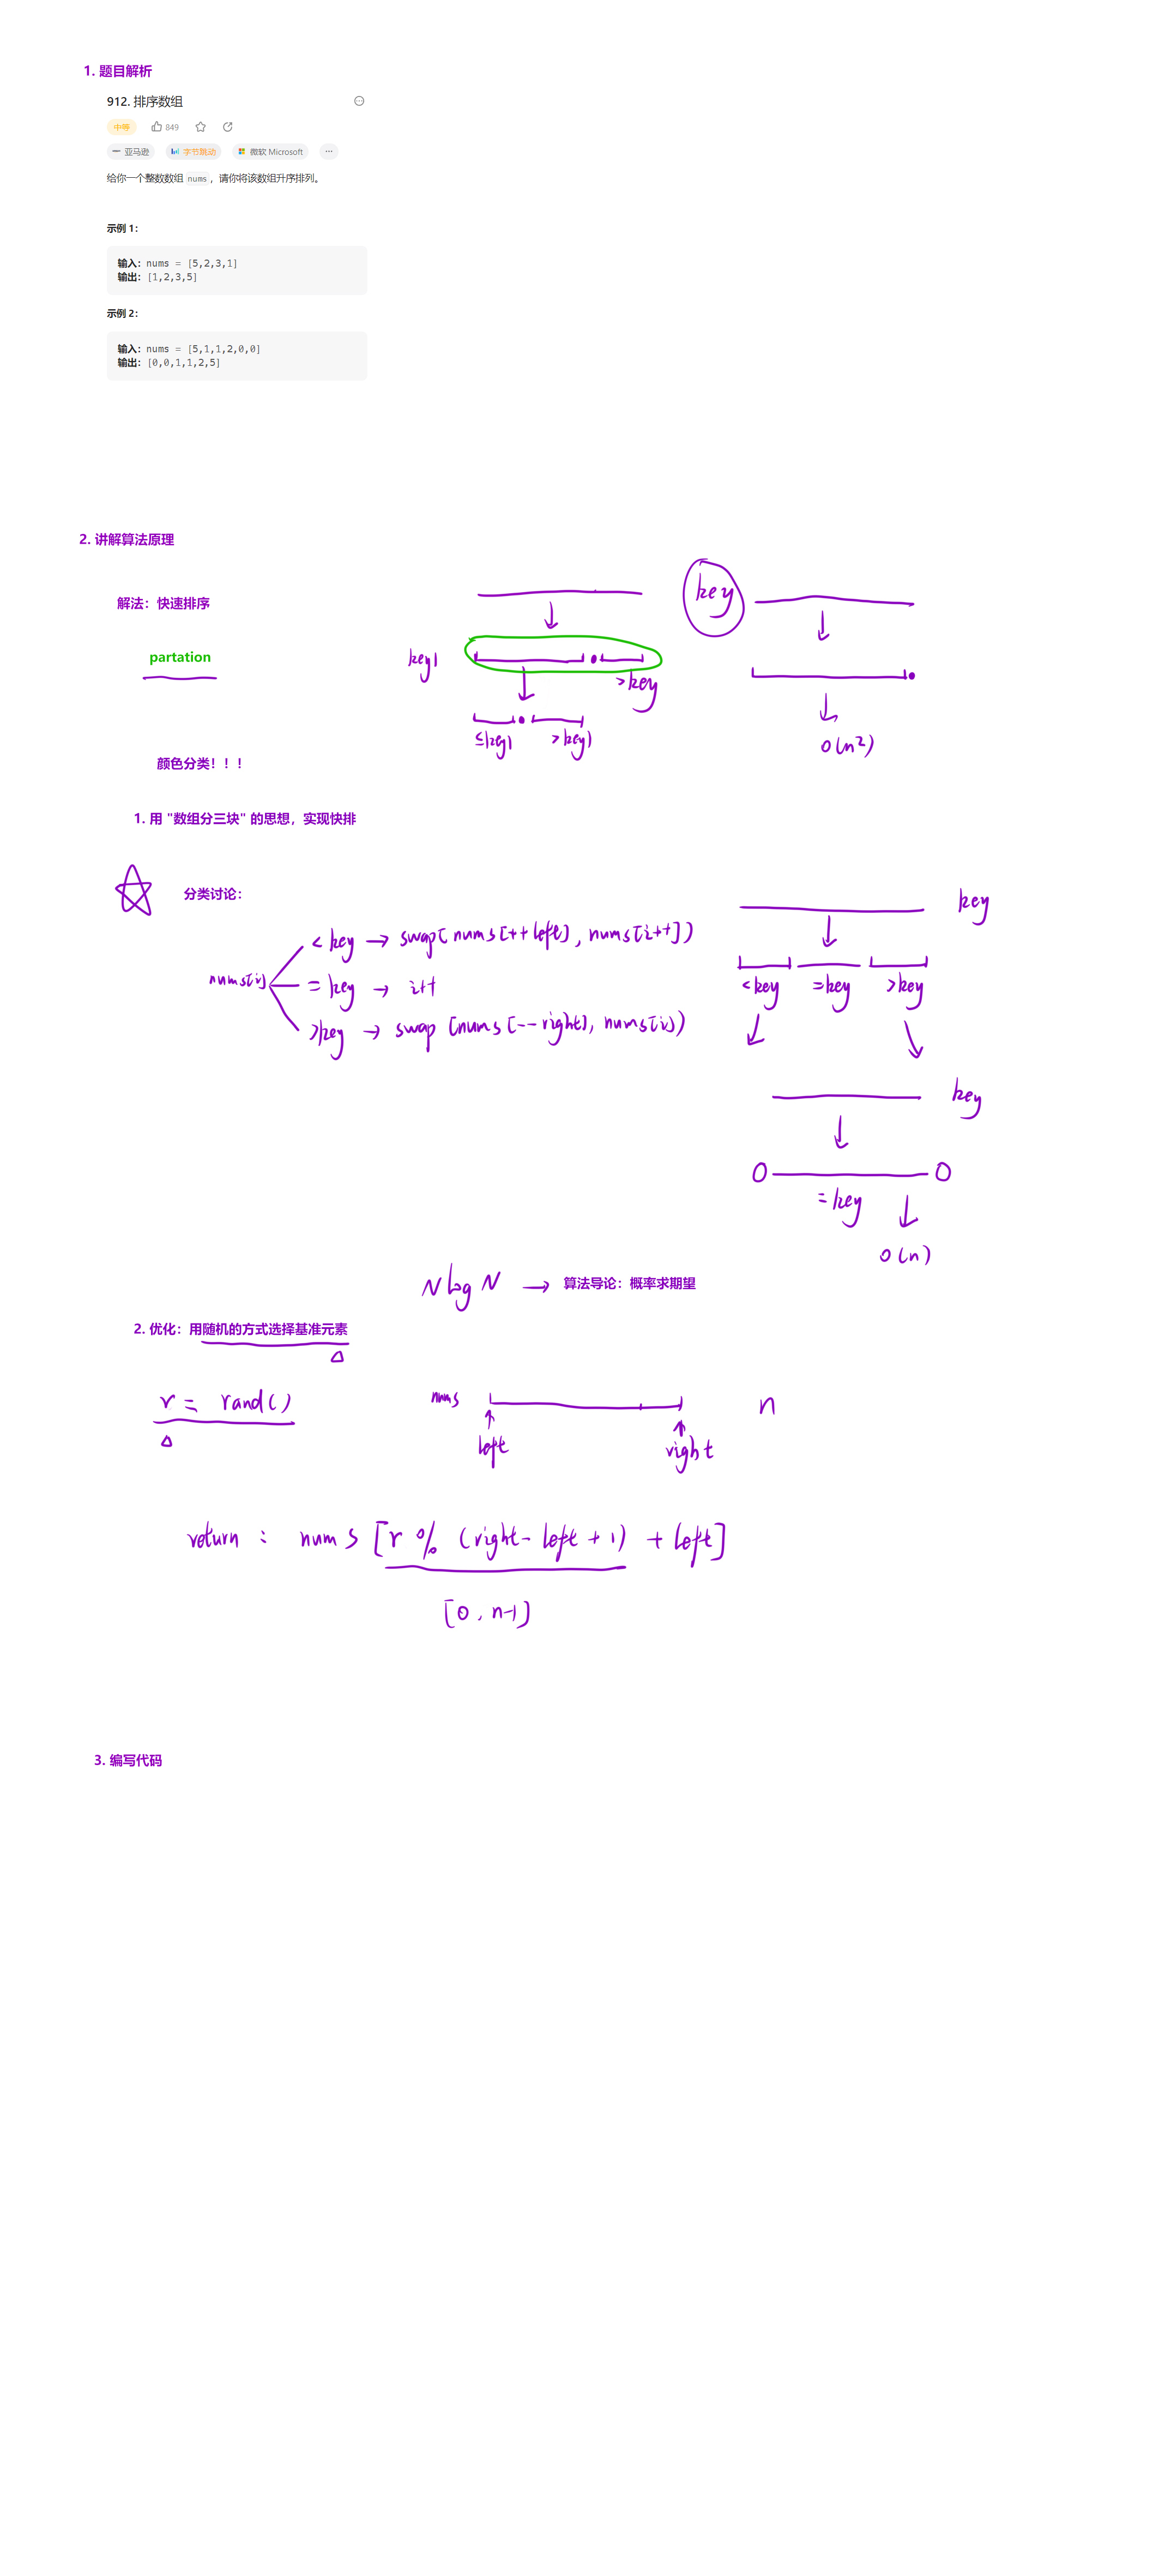 1. 题目解析
912. 排序数组
中等 849
亚马逊 字节跳动 微软 Microsoft ...
给你一个整数数组 nums，请你将该数组升序排列。
示例 1：
输入：nums = [5,2,3,1]
输出：[1,2,3,5]
示例 2：
输入：nums = [5,1,1,2,0,0]
输出：[0,0,1,1,2,5]
2. 讲解算法原理
解法：快速排序
key
partation
key1
>key
≤key1 >key1
O(n²)
颜色分类！！！
1. 用 "数组分三块" 的思想，实现快排
分类讨论：
key
nums[i]
< key → swap(nums[++left], nums[i++])
= key → i++
>key → swap(nums[--right], nums[i])
<key =key >key
key
0 0
=key
O(n)
NlogN → 算法导论：概率求期望
2. 优化：用随机的方式选择基准元素
r = rand()
nums n
left right
return : nums[r % (right - left + 1) + left]
[0, n-1]
3. 编写代码